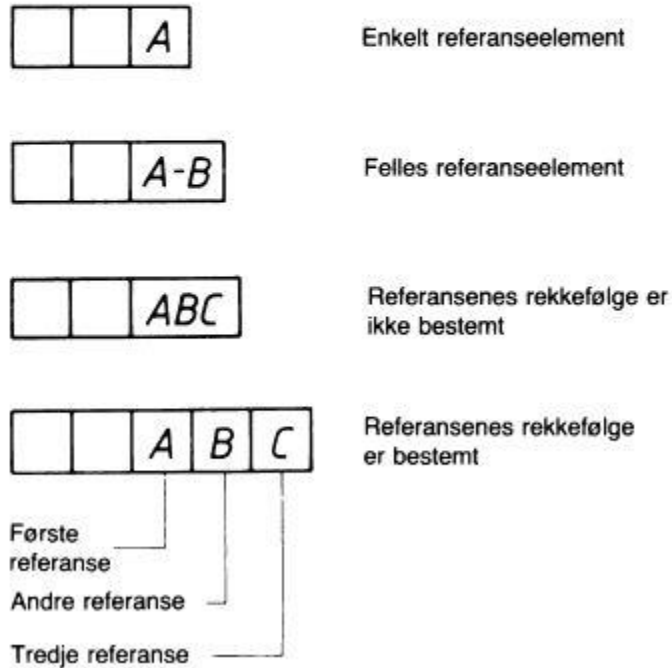 A
Enkelt referanseelement
A-B
Felles referanseelement
ABC
Referansenes rekkefølge er
ikke bestemt
A B C
Referansenes rekkefølge
er bestemt
Første
referanse
Andre referanse
Tredje referanse